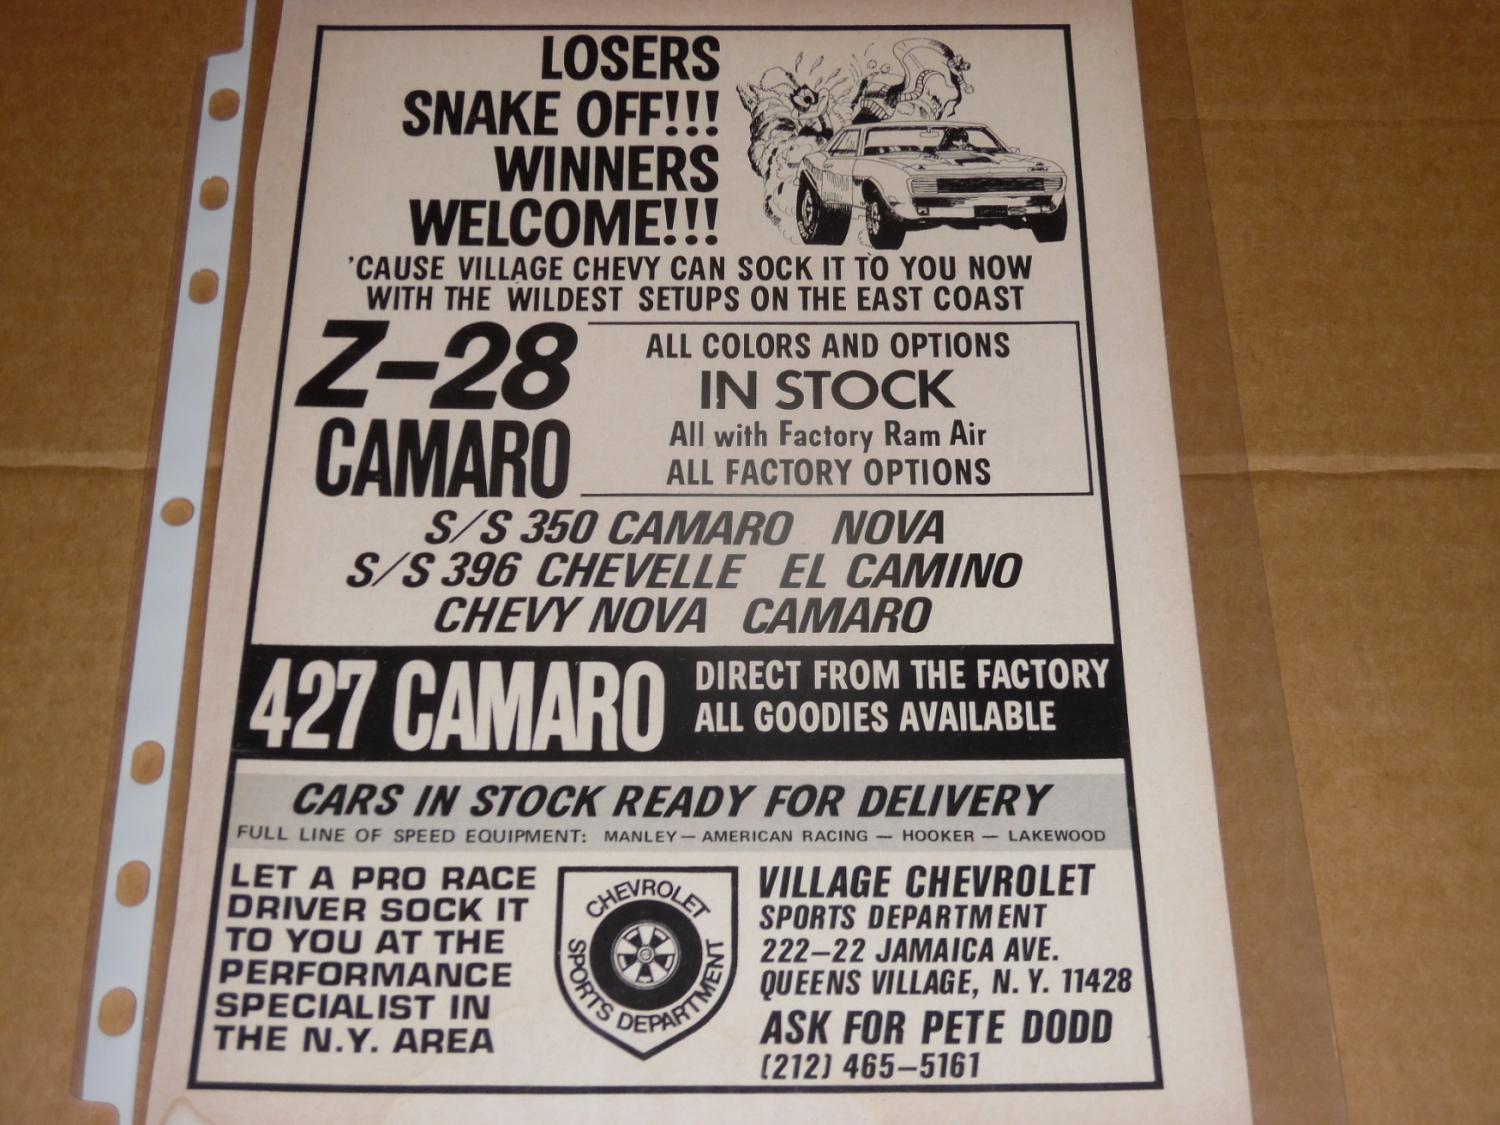 LOSERS
SNAKE OFF!!!
WINNERS
WELCOME!!!
'CAUSE VILLAGE CHEVY CAN SOCK IT TO YOU NOW
WITH THE WILDEST SETUPS ON THE EAST COAST
Z-28
CAMARO
ALL COLORS AND OPTIONS
IN STOCK
All with Factory Ram Air
ALL FACTORY OPTIONS
S/S 350 CAMARO NOVA
S/S 396 CHEVELLE EL CAMINO
CHEVY NOVA CAMARO
427 CAMARO
DIRECT FROM THE FACTORY
ALL GOODIES AVAILABLE
CARS IN STOCK READY FOR DELIVERY
FULL LINE OF SPEED EQUIPMENT: MANLEY — AMERICAN RACING — HOOKER — LAKEWOOD
LET A PRO RACE
DRIVER SOCK IT
TO YOU AT THE
PERFORMANCE
SPECIALIST IN
THE N.Y. AREA
CHEVROLET
SPORTS DEPARTMENT
VILLAGE CHEVROLET
SPORTS DEPARTMENT
222-22 JAMAICA AVE.
QUEENS VILLAGE, N. Y. 11428
ASK FOR PETE DODD
(212) 465-5161